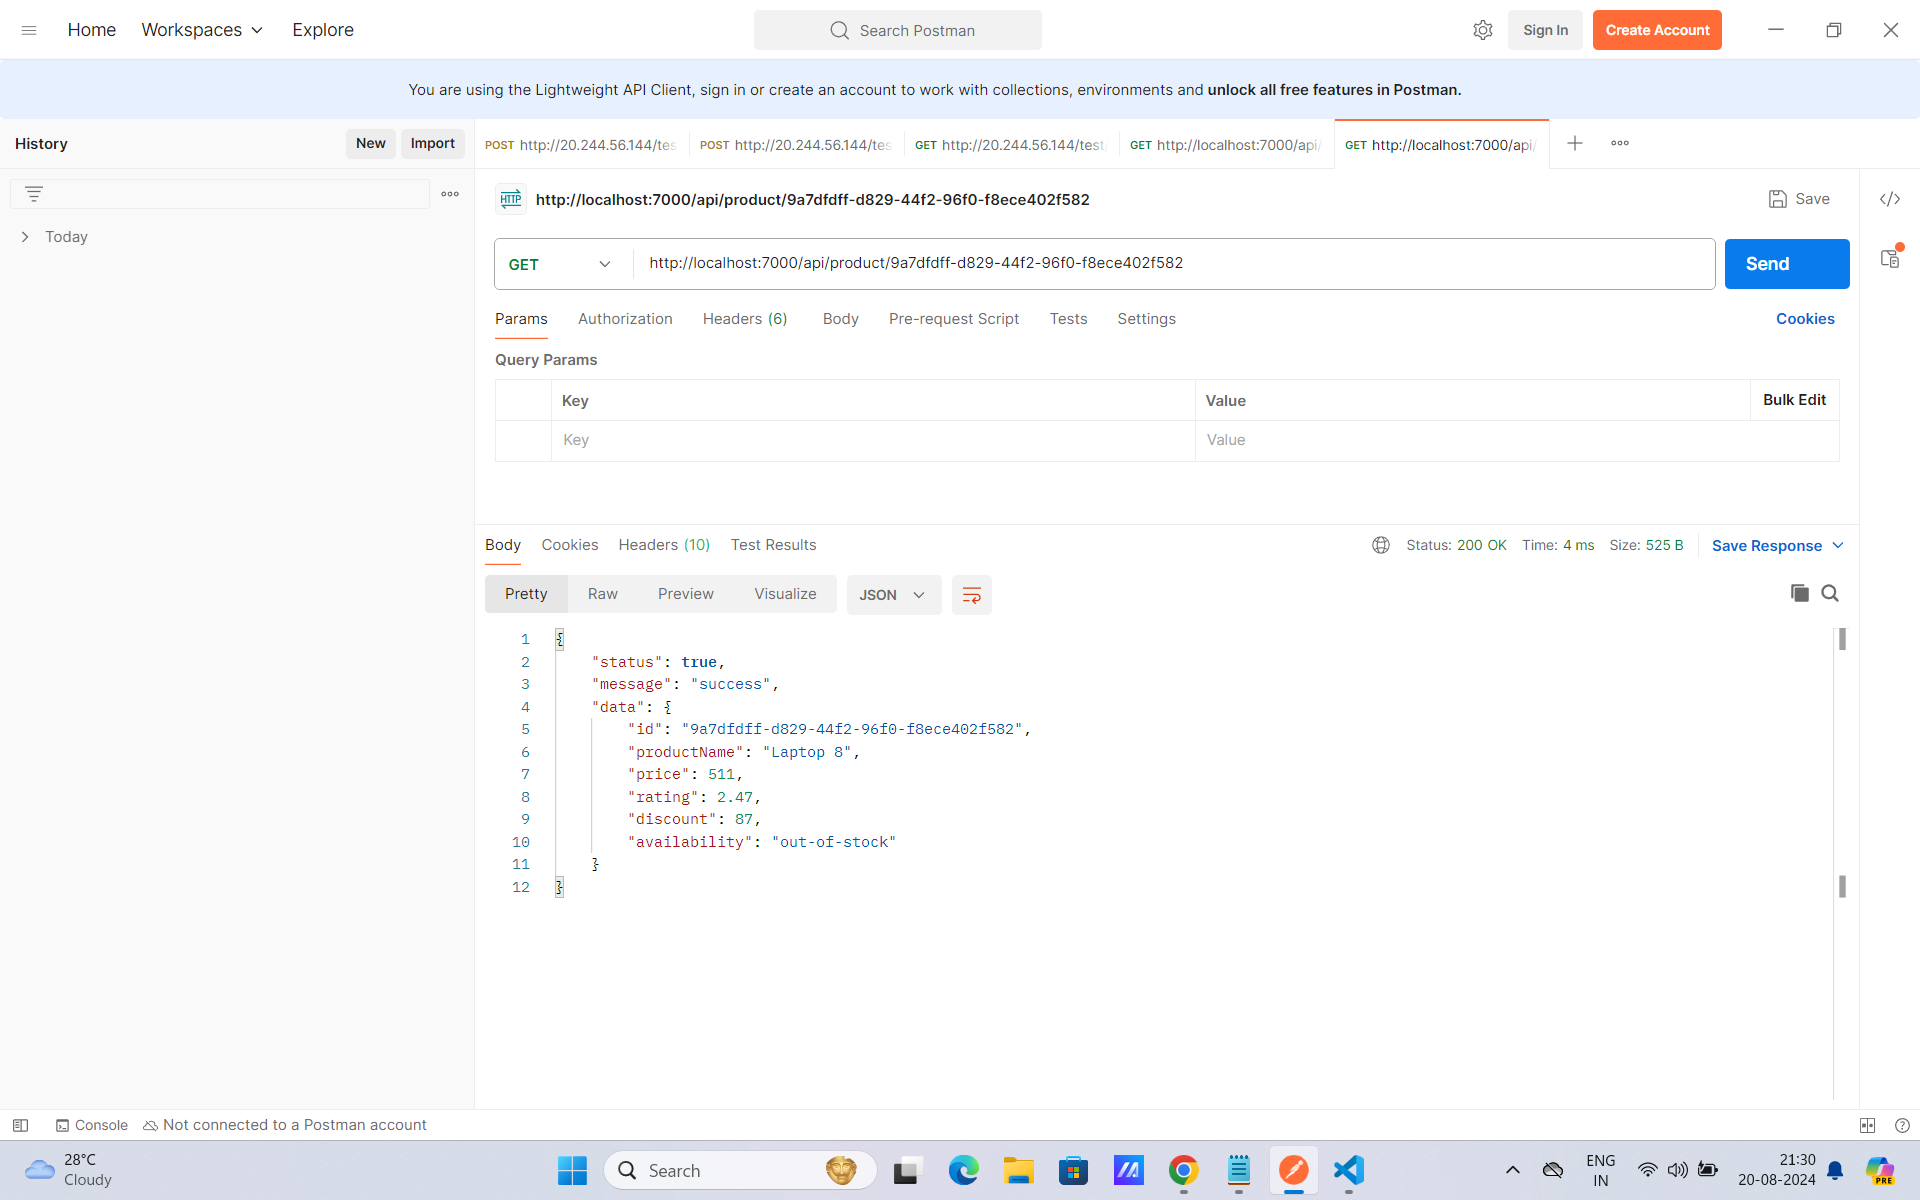 Home
Workspaces
Explore
Search Postman
Sign In
Create Account
You are using the Lightweight API Client, sign in or create an account to work with collections, environments and unlock all free features in Postman.
History
New
Import
POST http://20.244.56.144/tes
POST http://20.244.56.144/tes
GET http://20.244.56.144/test
GET http://localhost:7000/api/
GET http://localhost:7000/api/
Today
HTTP
http://localhost:7000/api/product/9a7dfdff-d829-44f2-96f0-f8ece402f582
Save
GET
http://localhost:7000/api/product/9a7dfdff-d829-44f2-96f0-f8ece402f582
Send
Params
Authorization
Headers (6)
Body
Pre-request Script
Tests
Settings
Cookies
Query Params
Key
Value
Bulk Edit
Key
Value
Body
Cookies
Headers (10)
Test Results
Status: 200 OK
Time: 4 ms
Size: 525 B
Save Response
Pretty
Raw
Preview
Visualize
JSON
1 {
2 "status": true,
3 "message": "success",
4 "data": {
5 "id": "9a7dfdff-d829-44f2-96f0-f8ece402f582",
6 "productName": "Laptop 8",
7 "price": 511,
8 "rating": 2.47,
9 "discount": 87,
10 "availability": "out-of-stock"
11 }
12 }
Console
Not connected to a Postman account
28°C
Cloudy
Search
ENG
IN
21:30
20-08-2024
PRE